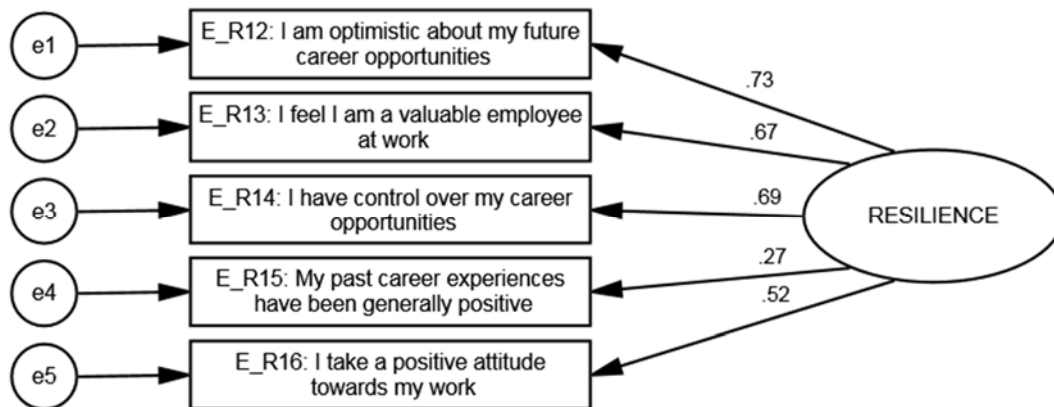 e1
E_R12: I am optimistic about my future
career opportunities
.73
e2
E_R13: I feel I am a valuable employee
at work
.67
e3
E_R14: I have control over my career
opportunities
.69
RESILIENCE
e4
E_R15: My past career experiences
have been generally positive
.27
e5
E_R16: I take a positive attitude
towards my work
.52